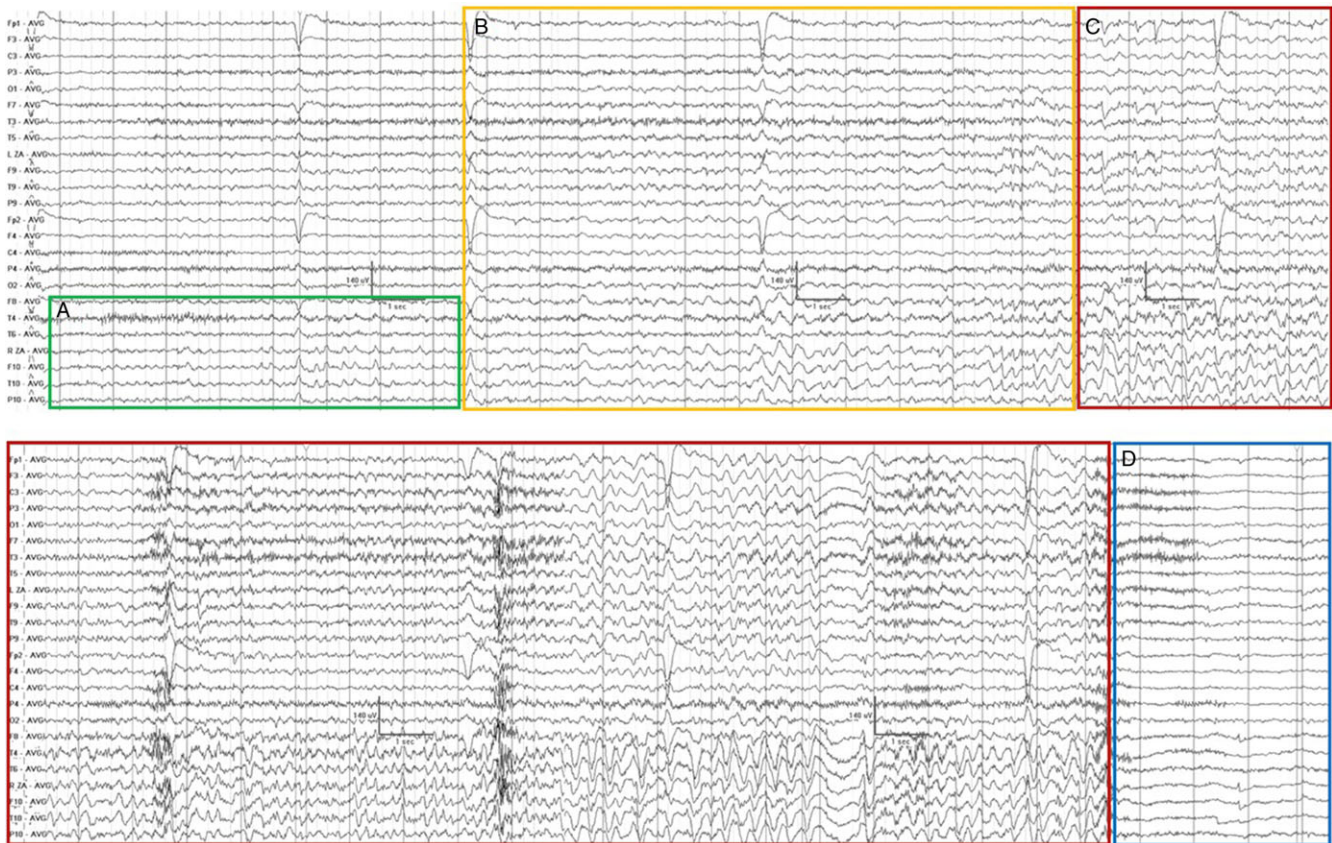 Fp1 - AVG
F3 - AVG
C3 - AVG
P3 - AVG
O1 - AVG
F7 - AVG
T3 - AVG
T5 - AVG
L ZA - AVG
F9 - AVG
T9 - AVG
P9 - AVG
Fp2 - AVG
F4 - AVG
C4 - AVG
P4 - AVG
O2 - AVG
F8 - AVG
T4 - AVG
T6 - AVG
R ZA - AVG
F10 - AVG
T10 - AVG
P10 - AVG
A
140 uV
1 sec
B
140 uV
1 sec
C
140 uV
1 sec
Fp1 - AVG
F3 - AVG
C3 - AVG
P3 - AVG
O1 - AVG
F7 - AVG
T3 - AVG
T5 - AVG
L ZA - AVG
F9 - AVG
T9 - AVG
P9 - AVG
Fp2 - AVG
F4 - AVG
C4 - AVG
P4 - AVG
O2 - AVG
F8 - AVG
T4 - AVG
T6 - AVG
R ZA - AVG
F10 - AVG
T10 - AVG
P10 - AVG
140 uV
1 sec
140 uV
1 sec
D